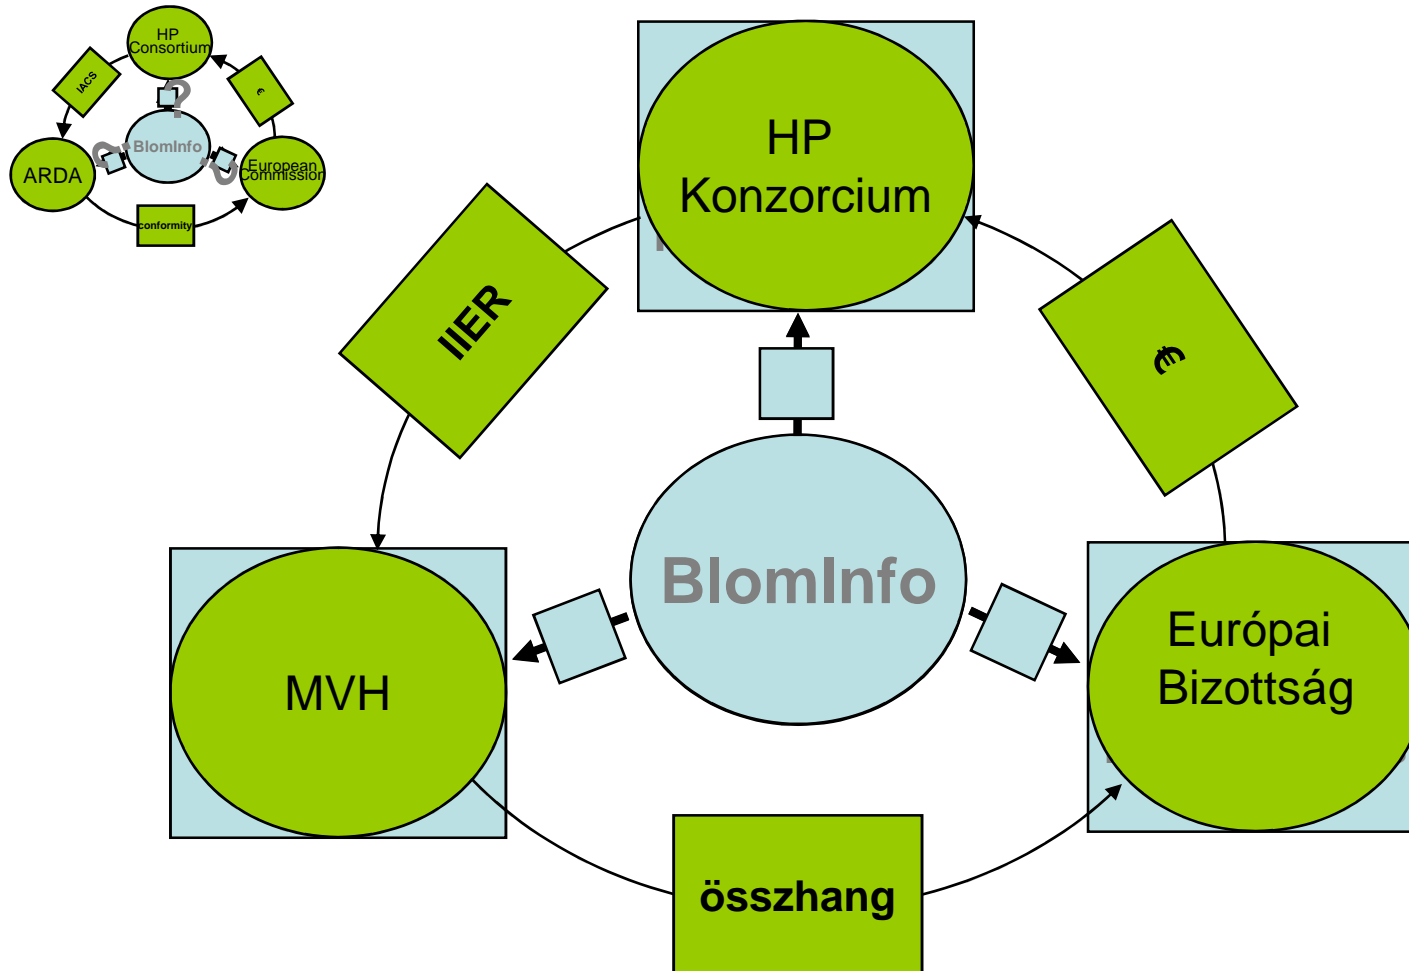 HP
Consortium
IACS
€
?
BlomInfo
?
?
ARDA
European
Commission
conformity
HP
Konzorcium
IIER
€
BlomInfo
MVH
Európai
Bizottság
összhang